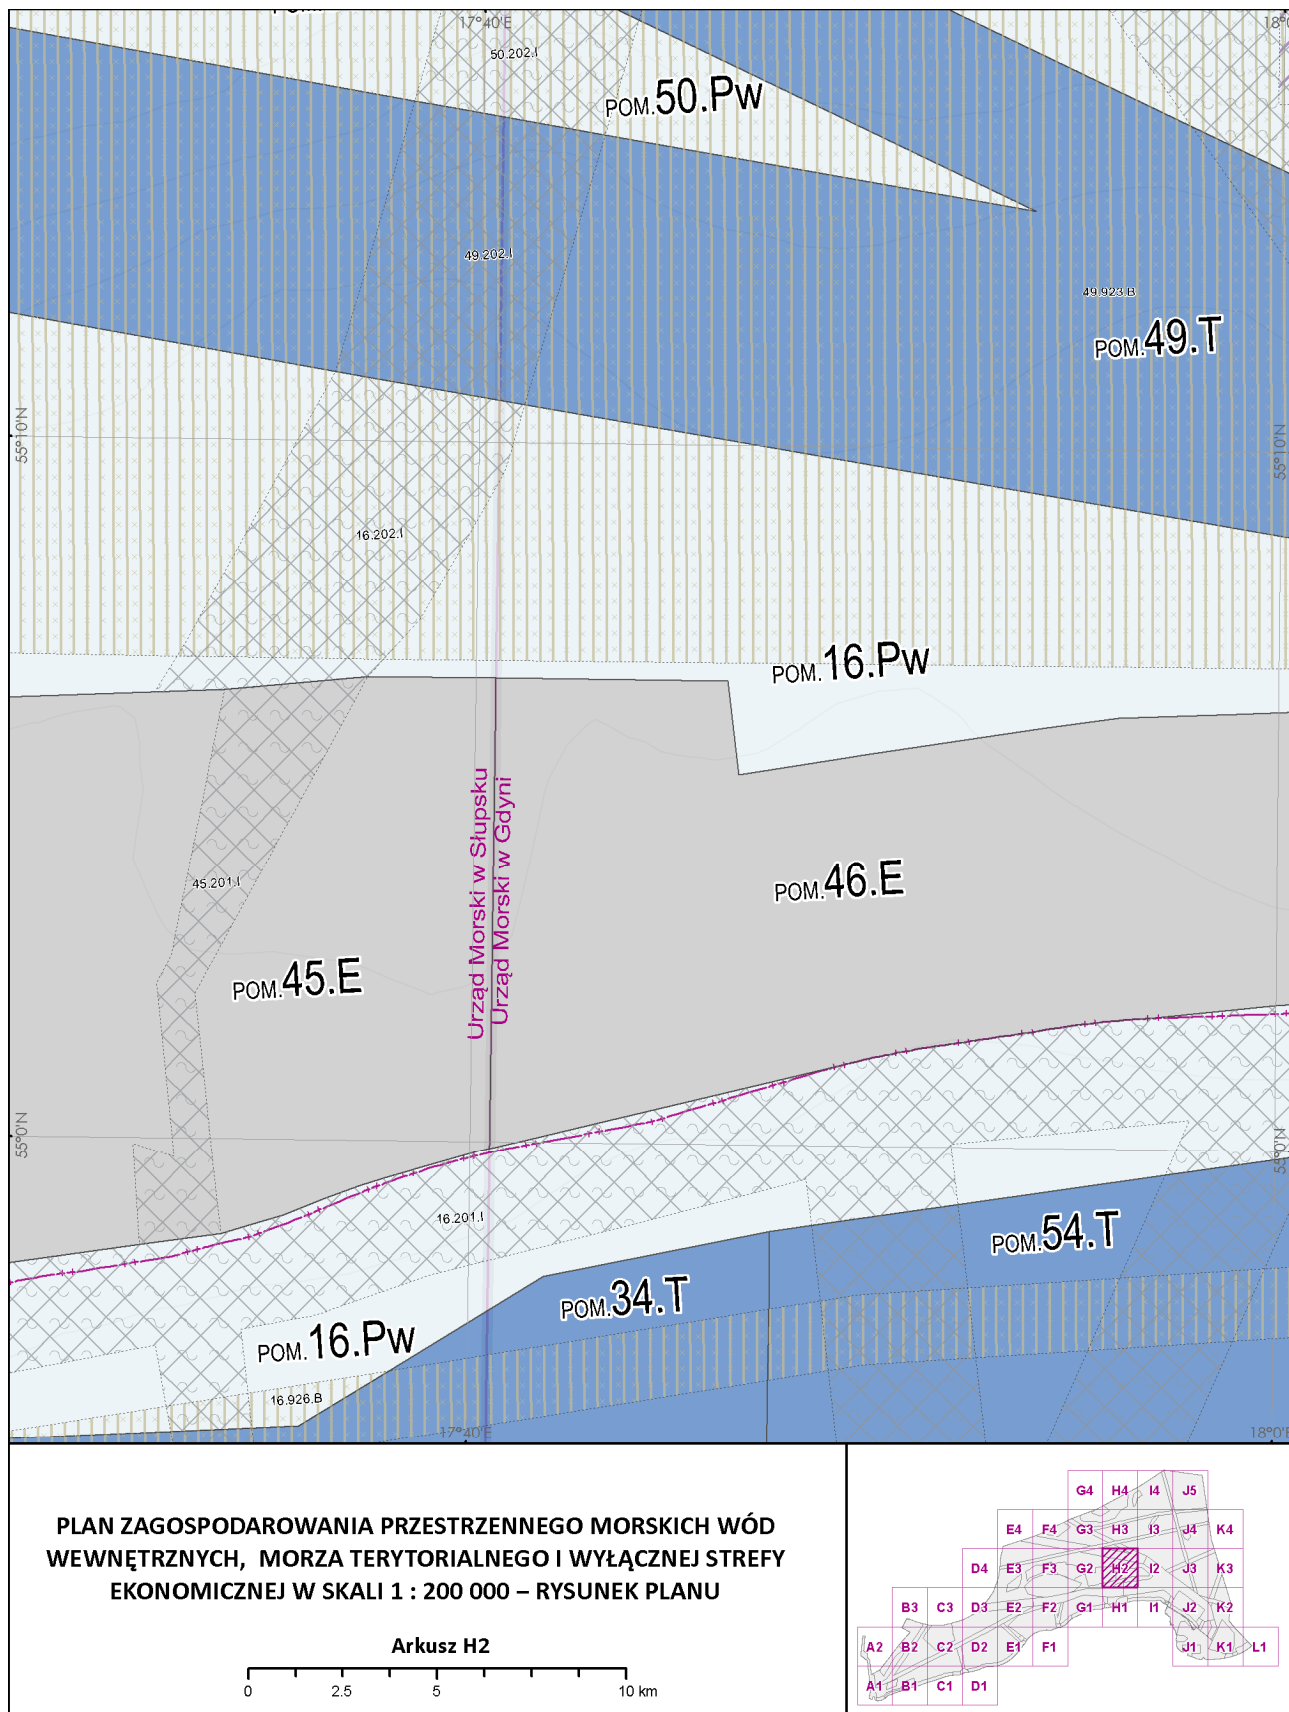 17°40'E
18°0
50.202.I
POM.50.Pw
49.202.I
49.923.B
POM.49.T
55°10'N
55°10'N
16.202.I
POM.16.Pw
Urząd Morski w Słupsku
Urząd Morski w Gdyni
45.201.I
POM.46.E
POM.45.E
55°0'N
55°0'N
16.201.I
POM.54.T
POM.34.T
POM.16.Pw
16.926.B
17°40'E
18°0'E
PLAN ZAGOSPODAROWANIA PRZESTRZENNEGO MORSKICH WÓD
WEWNĘTRZNYCH, MORZA TERYTORIALNEGO I WYŁĄCZNEJ STREFY
EKONOMICZNEJ W SKALI 1 : 200 000 – RYSUNEK PLANU
Arkusz H2
0 2.5 5 10 km
G4 H4 I4 J5
E4 F4 G3 H3 I3 J4 K4
D4 E3 F3 G2 H2 I2 J3 K3
B3 C3 D3 E2 F2 G1 H1 I1 J2 K2
A2 B2 C2 D2 E1 F1 J1 K1 L1
A1 B1 C1 D1